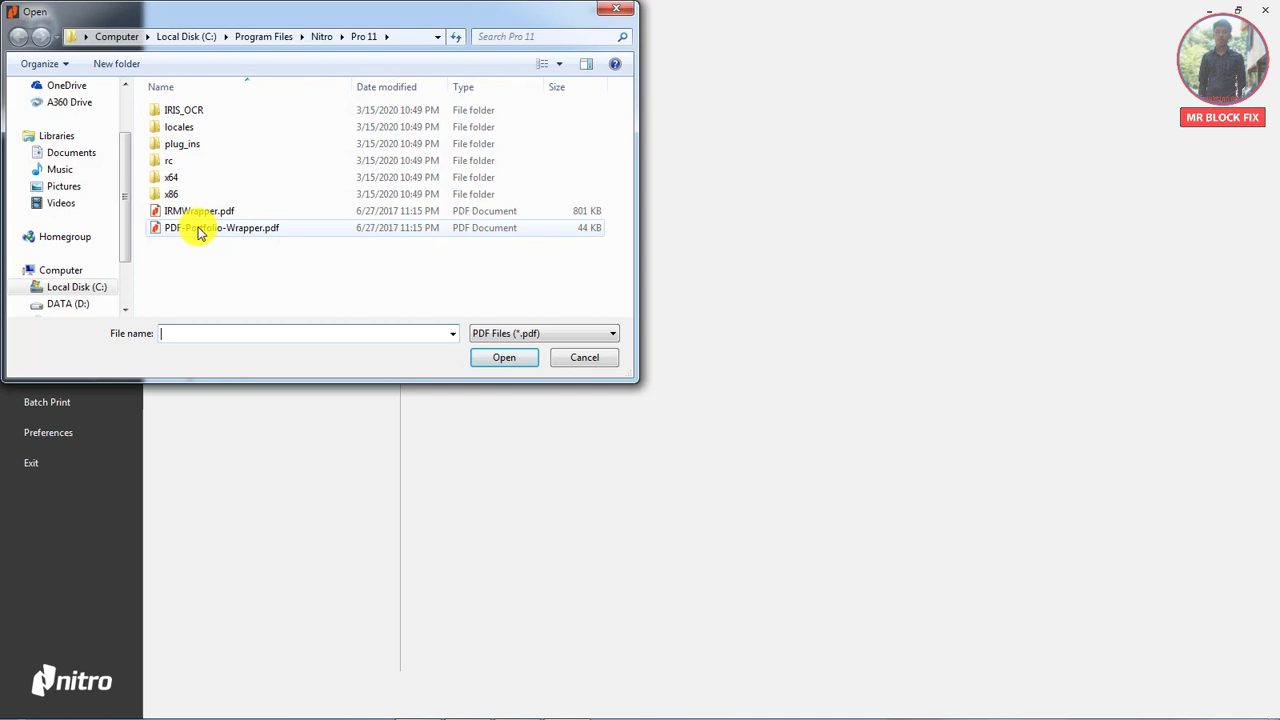 Open
Computer Local Disk (C:) Program Files Nitro Pro 11 Search Pro 11
Organize New folder
Name Date modified Type Size
OneDrive
A360 Drive
Libraries
Documents
Music
Pictures
Videos
Homegroup
Computer
Local Disk (C:)
DATA (D:)
IRIS_OCR 3/15/2020 10:49 PM File folder
locales 3/15/2020 10:49 PM File folder
plug_ins 3/15/2020 10:49 PM File folder
rc 3/15/2020 10:49 PM File folder
x64 3/15/2020 10:49 PM File folder
x86 3/15/2020 10:49 PM File folder
IRMWrapper.pdf 6/27/2017 11:15 PM PDF Document 801 KB
PDF-Portfolio-Wrapper.pdf 6/27/2017 11:15 PM PDF Document 44 KB
File name: PDF Files (*.pdf)
Open Cancel
Batch Print
Preferences
Exit
nitro
MR BLOCK FIX